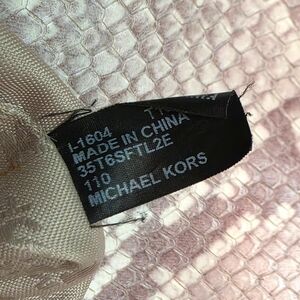 I-1604
MADE IN CHINA
35T6SFTL2E
110
MICHAEL KORS